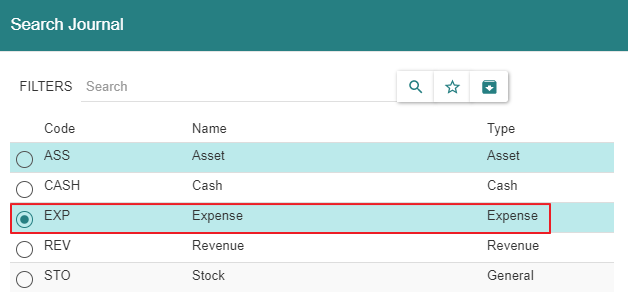 Search Journal
FILTERS Search
Code Name Type
ASS Asset Asset
CASH Cash Cash
EXP Expense Expense
REV Revenue Revenue
STO Stock General